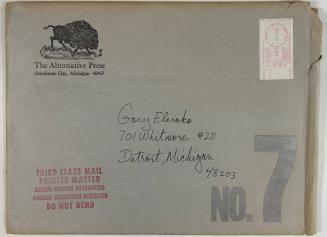 The Alternative Press
Grindstone City, Michigan 48467
Gary Eleinko
701 Whitmore #211
Detroit, Michigan
48203
THIRD CLASS MAIL
PRINTED MATTER
RETURN POSTAGE GUARANTEED
ADDRESS CORRECTION REQUESTED
DO NOT BEND
NO. 7